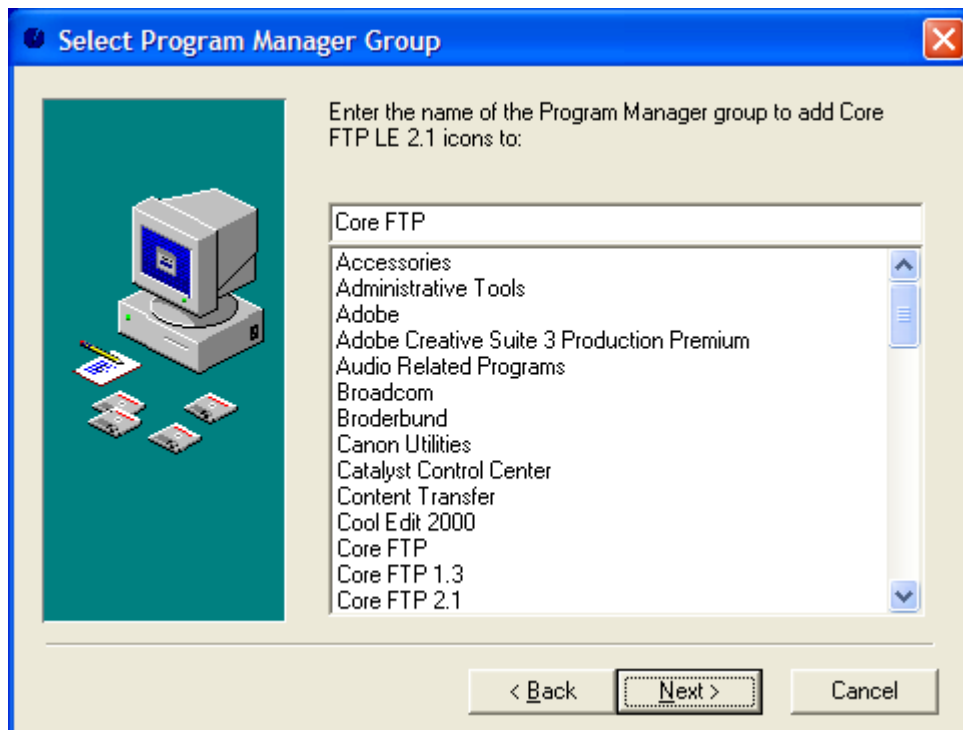 Select Program Manager Group
Enter the name of the Program Manager group to add Core
FTP LE 2.1 icons to:
Core FTP
Accessories
Administrative Tools
Adobe
Adobe Creative Suite 3 Production Premium
Audio Related Programs
Broadcom
Broderbund
Canon Utilities
Catalyst Control Center
Content Transfer
Cool Edit 2000
Core FTP
Core FTP 1.3
Core FTP 2.1
< Back
Next >
Cancel